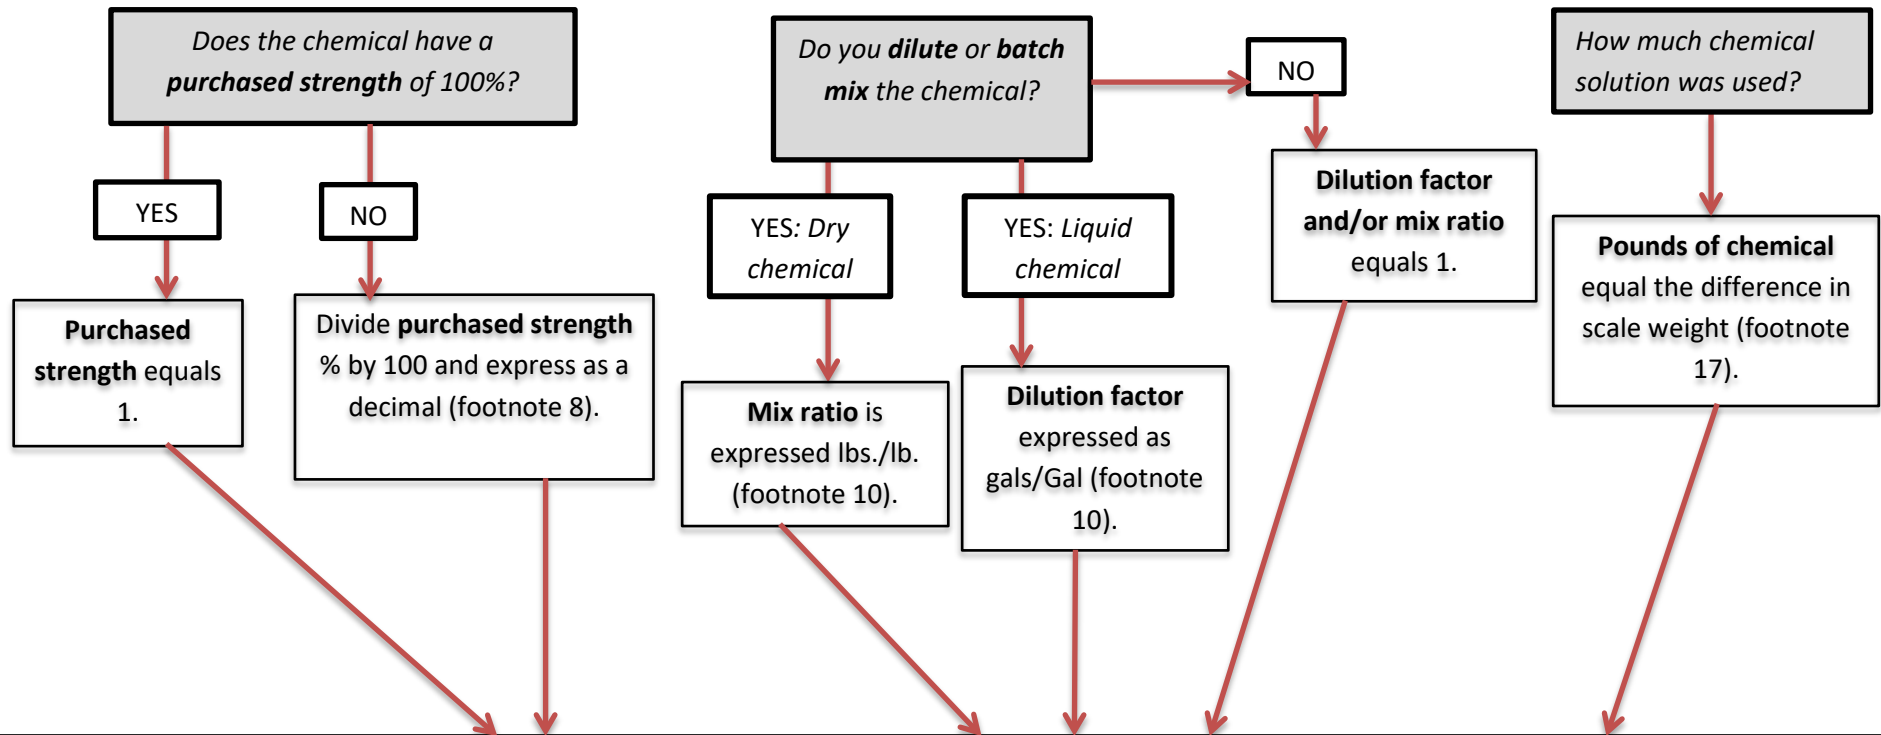 Does the chemical have a
purchased strength of 100%?
YES
NO
Purchased
strength equals
1.
Divide purchased strength
% by 100 and express as a
decimal (footnote 8).
Do you dilute or batch
mix the chemical?
NO
YES: Dry
chemical
YES: Liquid
chemical
Mix ratio is
expressed lbs./lb.
(footnote 10).
Dilution factor
expressed as
gals/Gal (footnote
10).
Dilution factor
and/or mix ratio
equals 1.
How much chemical
solution was used?
Pounds of chemical
equal the difference in
scale weight (footnote
17).